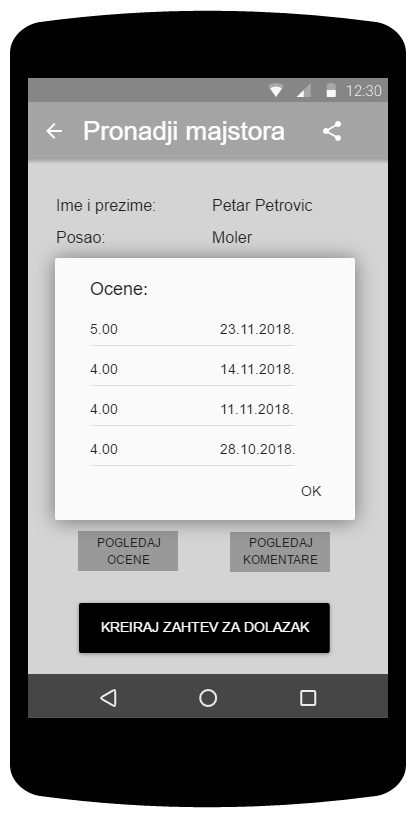 12:30
Pronadji majstora
Ime i prezime: Petar Petrovic
Posao: Moler
Ocene:
5.00 23.11.2018.
4.00 14.11.2018.
4.00 11.11.2018.
4.00 28.10.2018.
OK
POGLEDAJ OCENE
POGLEDAJ KOMENTARE
KREIRAJ ZAHTEV ZA DOLAZAK